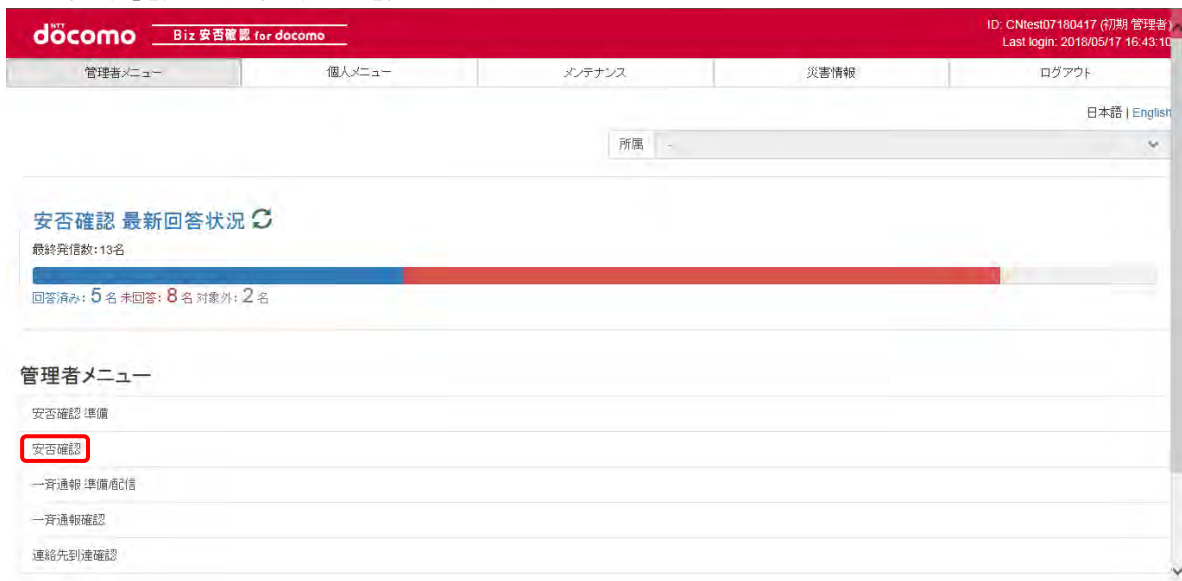 NTT
döcomo Biz 安否確認 for docomo
ID: CNtest07180417 (初期 管理者)
Last login: 2018/05/17 16:43:10
管理者メニュー 個人メニュー メンテナンス 災害情報 ログアウト
日本語 | English
所属 -
安否確認 最新回答状況
最終発信数:13名
回答済み: 5 名 未回答: 8 名 対象外: 2 名
管理者メニュー
安否確認 準備
安否確認
一斉通報 準備/配信
一斉通報確認
連絡先到達確認